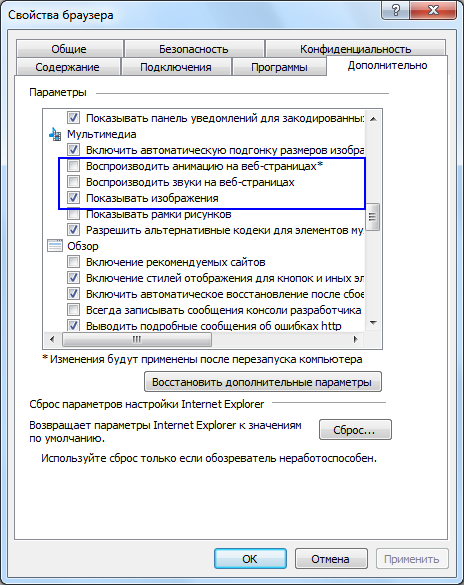 Свойства браузера
Общие
Безопасность
Конфиденциальность
Содержание
Подключения
Программы
Дополнительно
Параметры
Показывать панель уведомлений для закодированных
Мультимедиа
Включить автоматическую подгонку размеров изобра
Воспроизводить анимацию на веб-страницах*
Воспроизводить звуки на веб-страницах
Показывать изображения
Показывать рамки рисунков
Разрешить альтернативные кодеки для элементов му
Обзор
Включение рекомендуемых сайтов
Включение стилей отображения для кнопок и иных эл
Включить автоматическое восстановление после сбое
Всегда записывать сообщения консоли разработчика
Выводить подробные сообщения об ошибках http
*Изменения будут применены после перезапуска компьютера
Восстановить дополнительные параметры
Сброс параметров настройки Internet Explorer
Возвращает параметры Internet Explorer к значениям
по умолчанию.
Сброс...
Используйте сброс только если обозреватель неработоспособен.
ОК
Отмена
Применить